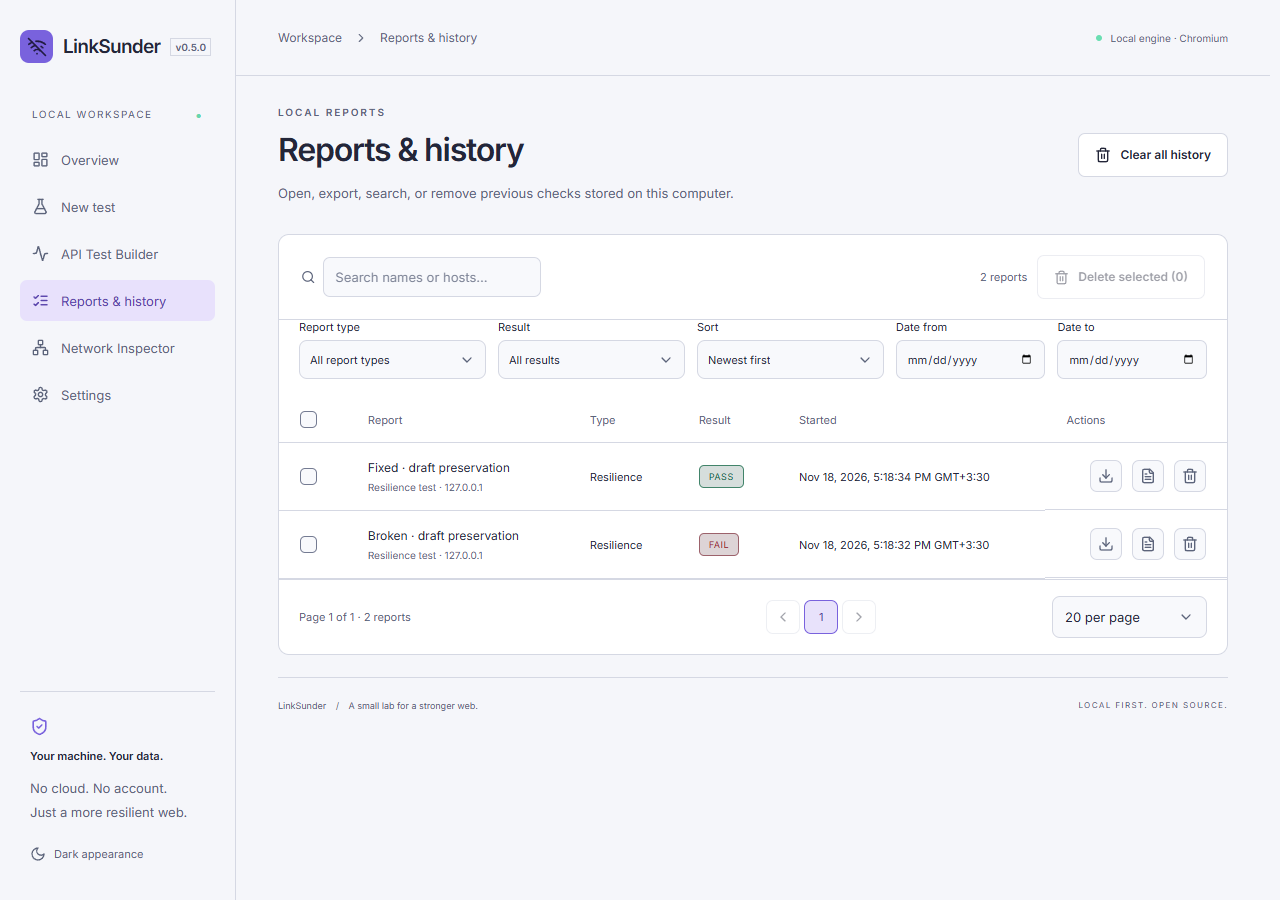 LinkSunder v0.5.0
LOCAL WORKSPACE
Overview
New test
API Test Builder
Reports & history
Network Inspector
Settings
Your machine. Your data.
No cloud. No account.
Just a more resilient web.
Dark appearance
Workspace Reports & history
Local engine · Chromium
LOCAL REPORTS
Reports & history
Open, export, search, or remove previous checks stored on this computer.
Clear all history
Search names or hosts...
2 reports
Delete selected (0)
Report type Result Sort Date from Date to
All report types All results Newest first mm/dd/yyyy mm/dd/yyyy
Report Type Result Started Actions
Fixed · draft preservation
Resilience test · 127.0.0.1
Resilience PASS Nov 18, 2026, 5:18:34 PM GMT+3:30
Broken · draft preservation
Resilience test · 127.0.0.1
Resilience FAIL Nov 18, 2026, 5:18:32 PM GMT+3:30
Page 1 of 1 · 2 reports 1 20 per page
LinkSunder / A small lab for a stronger web.
LOCAL FIRST. OPEN SOURCE.